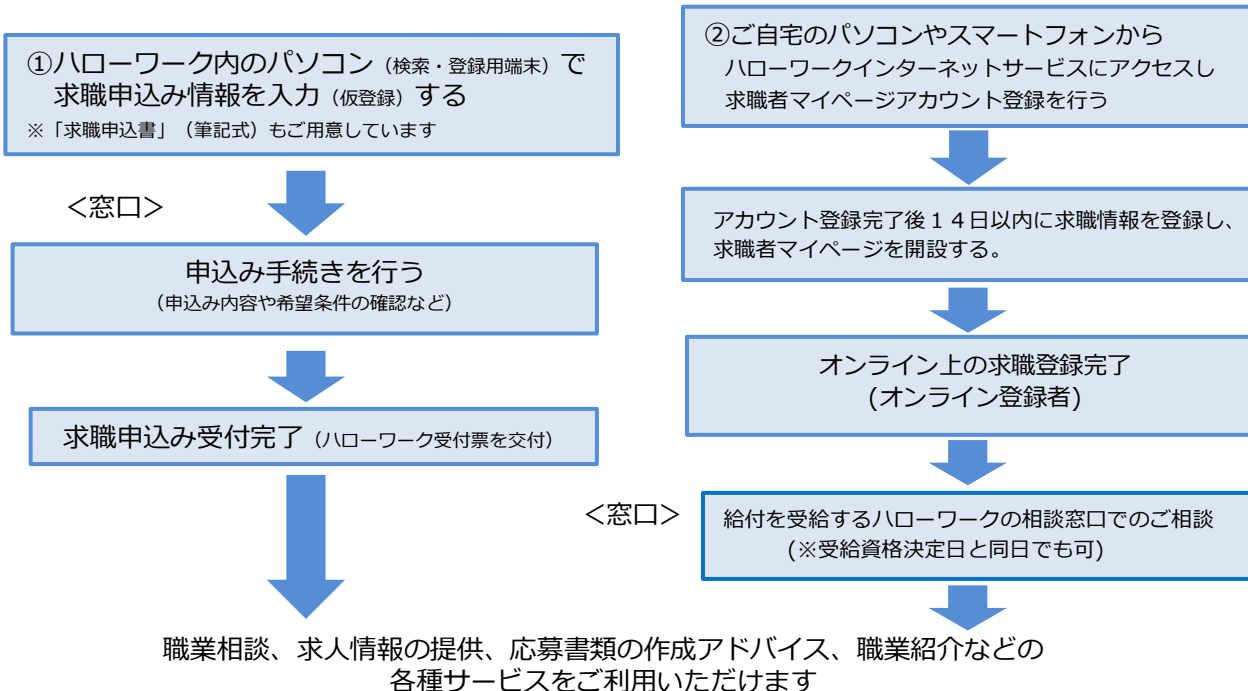 ①ハローワーク内のパソコン（検索・登録用端末）で
求職申込み情報を入力（仮登録）する
※「求職申込書」（筆記式）もご用意しています
＜窓口＞
申込み手続きを行う
（申込み内容や希望条件の確認など）
求職申込み受付完了（ハローワーク受付票を交付）
②ご自宅のパソコンやスマートフォンから
ハローワークインターネットサービスにアクセスし
求職者マイページアカウント登録を行う
アカウント登録完了後１４日以内に求職情報を登録し、
求職者マイページを開設する。
オンライン上の求職登録完了
(オンライン登録者)
＜窓口＞
給付を受給するハローワークの相談窓口でのご相談
(※受給資格決定日と同日でも可)
職業相談、求人情報の提供、応募書類の作成アドバイス、職業紹介などの
各種サービスをご利用いただけます